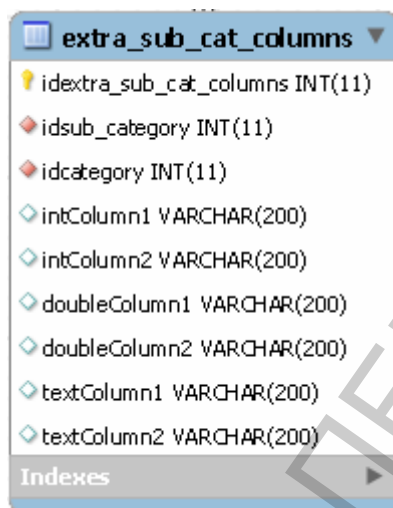 extra_sub_cat_columns
idextra_sub_cat_columns INT(11)
idsub_category INT(11)
idcategory INT(11)
intColumn1 VARCHAR(200)
intColumn2 VARCHAR(200)
doubleColumn1 VARCHAR(200)
doubleColumn2 VARCHAR(200)
textColumn1 VARCHAR(200)
textColumn2 VARCHAR(200)
Indexes